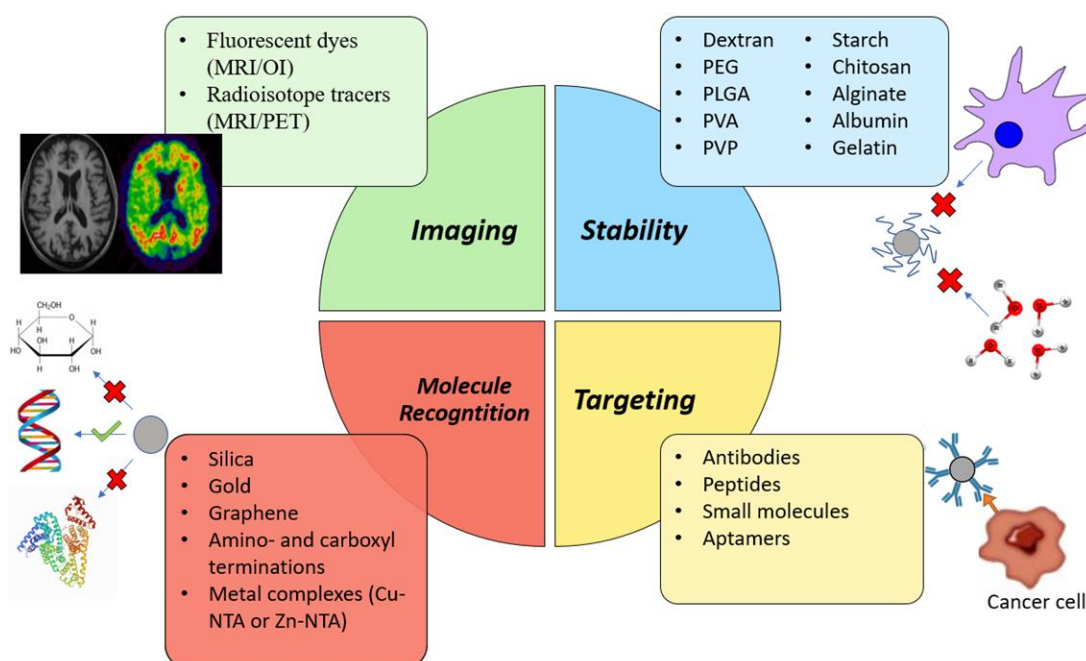 • Fluorescent dyes
(MRI/OI)
• Radioisotope tracers
(MRI/PET)
• Dextran
• PEG
• PLGA
• PVA
• PVP
• Starch
• Chitosan
• Alginate
• Albumin
• Gelatin
Imaging
Stability
Molecule
Recogntition
Targeting
CH₂OH
H
O
H
H
OH
H
HO
OH
H
OH
• Silica
• Gold
• Graphene
• Amino- and carboxyl
terminations
• Metal complexes (Cu-
NTA or Zn-NTA)
• Antibodies
• Peptides
• Small molecules
• Aptamers
Cancer cell